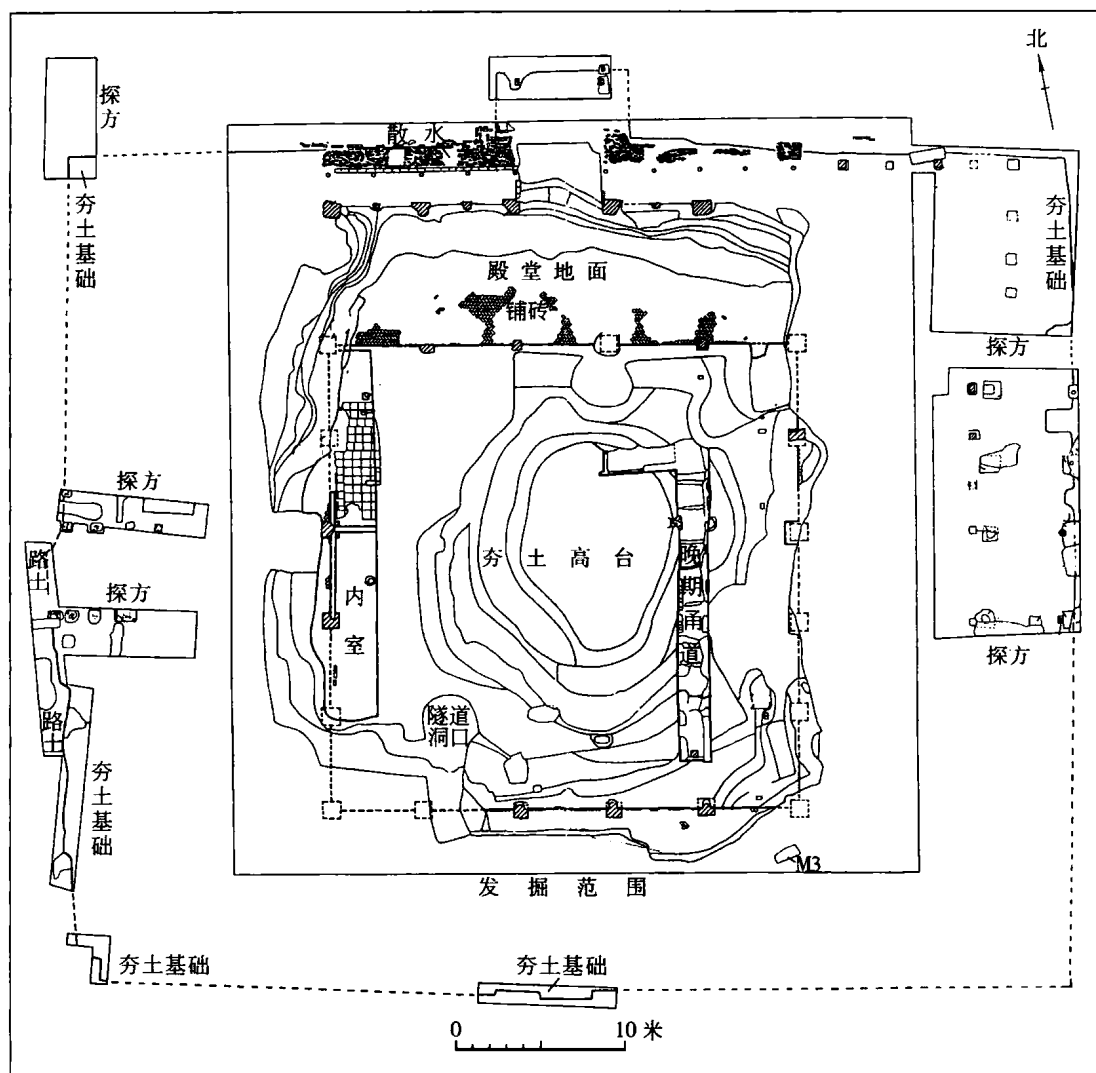 北
探方
散水
夯土基础
夯土基础
殿堂地面
铺砖
探方
探方
夯土高台
晚期涌道
路土
探方
内室
探方
隧道
洞口
路土
夯土基础
M3
发掘范围
夯土基础
夯土基础
0 10米